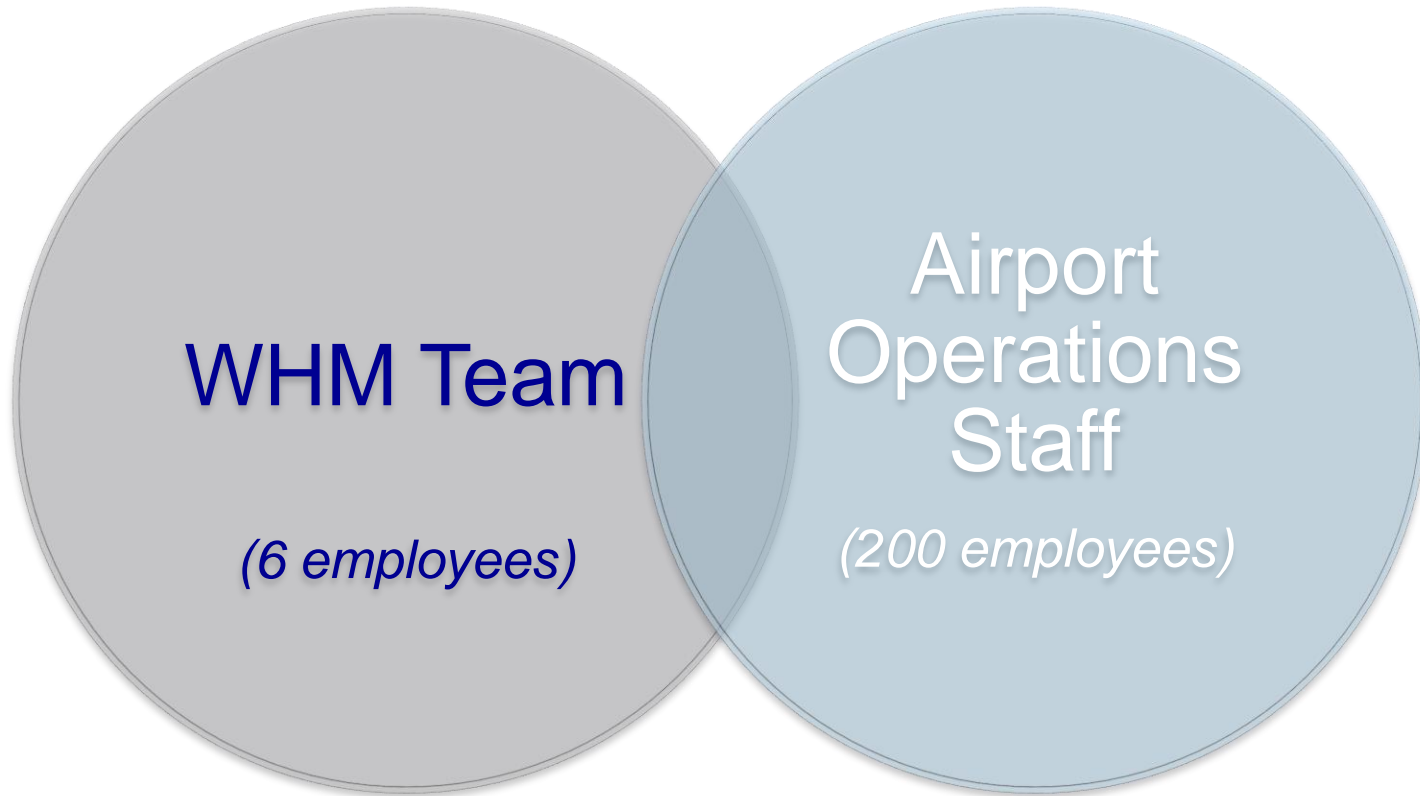 WHM Team
(6 employees)
Airport
Operations
Staff
(200 employees)